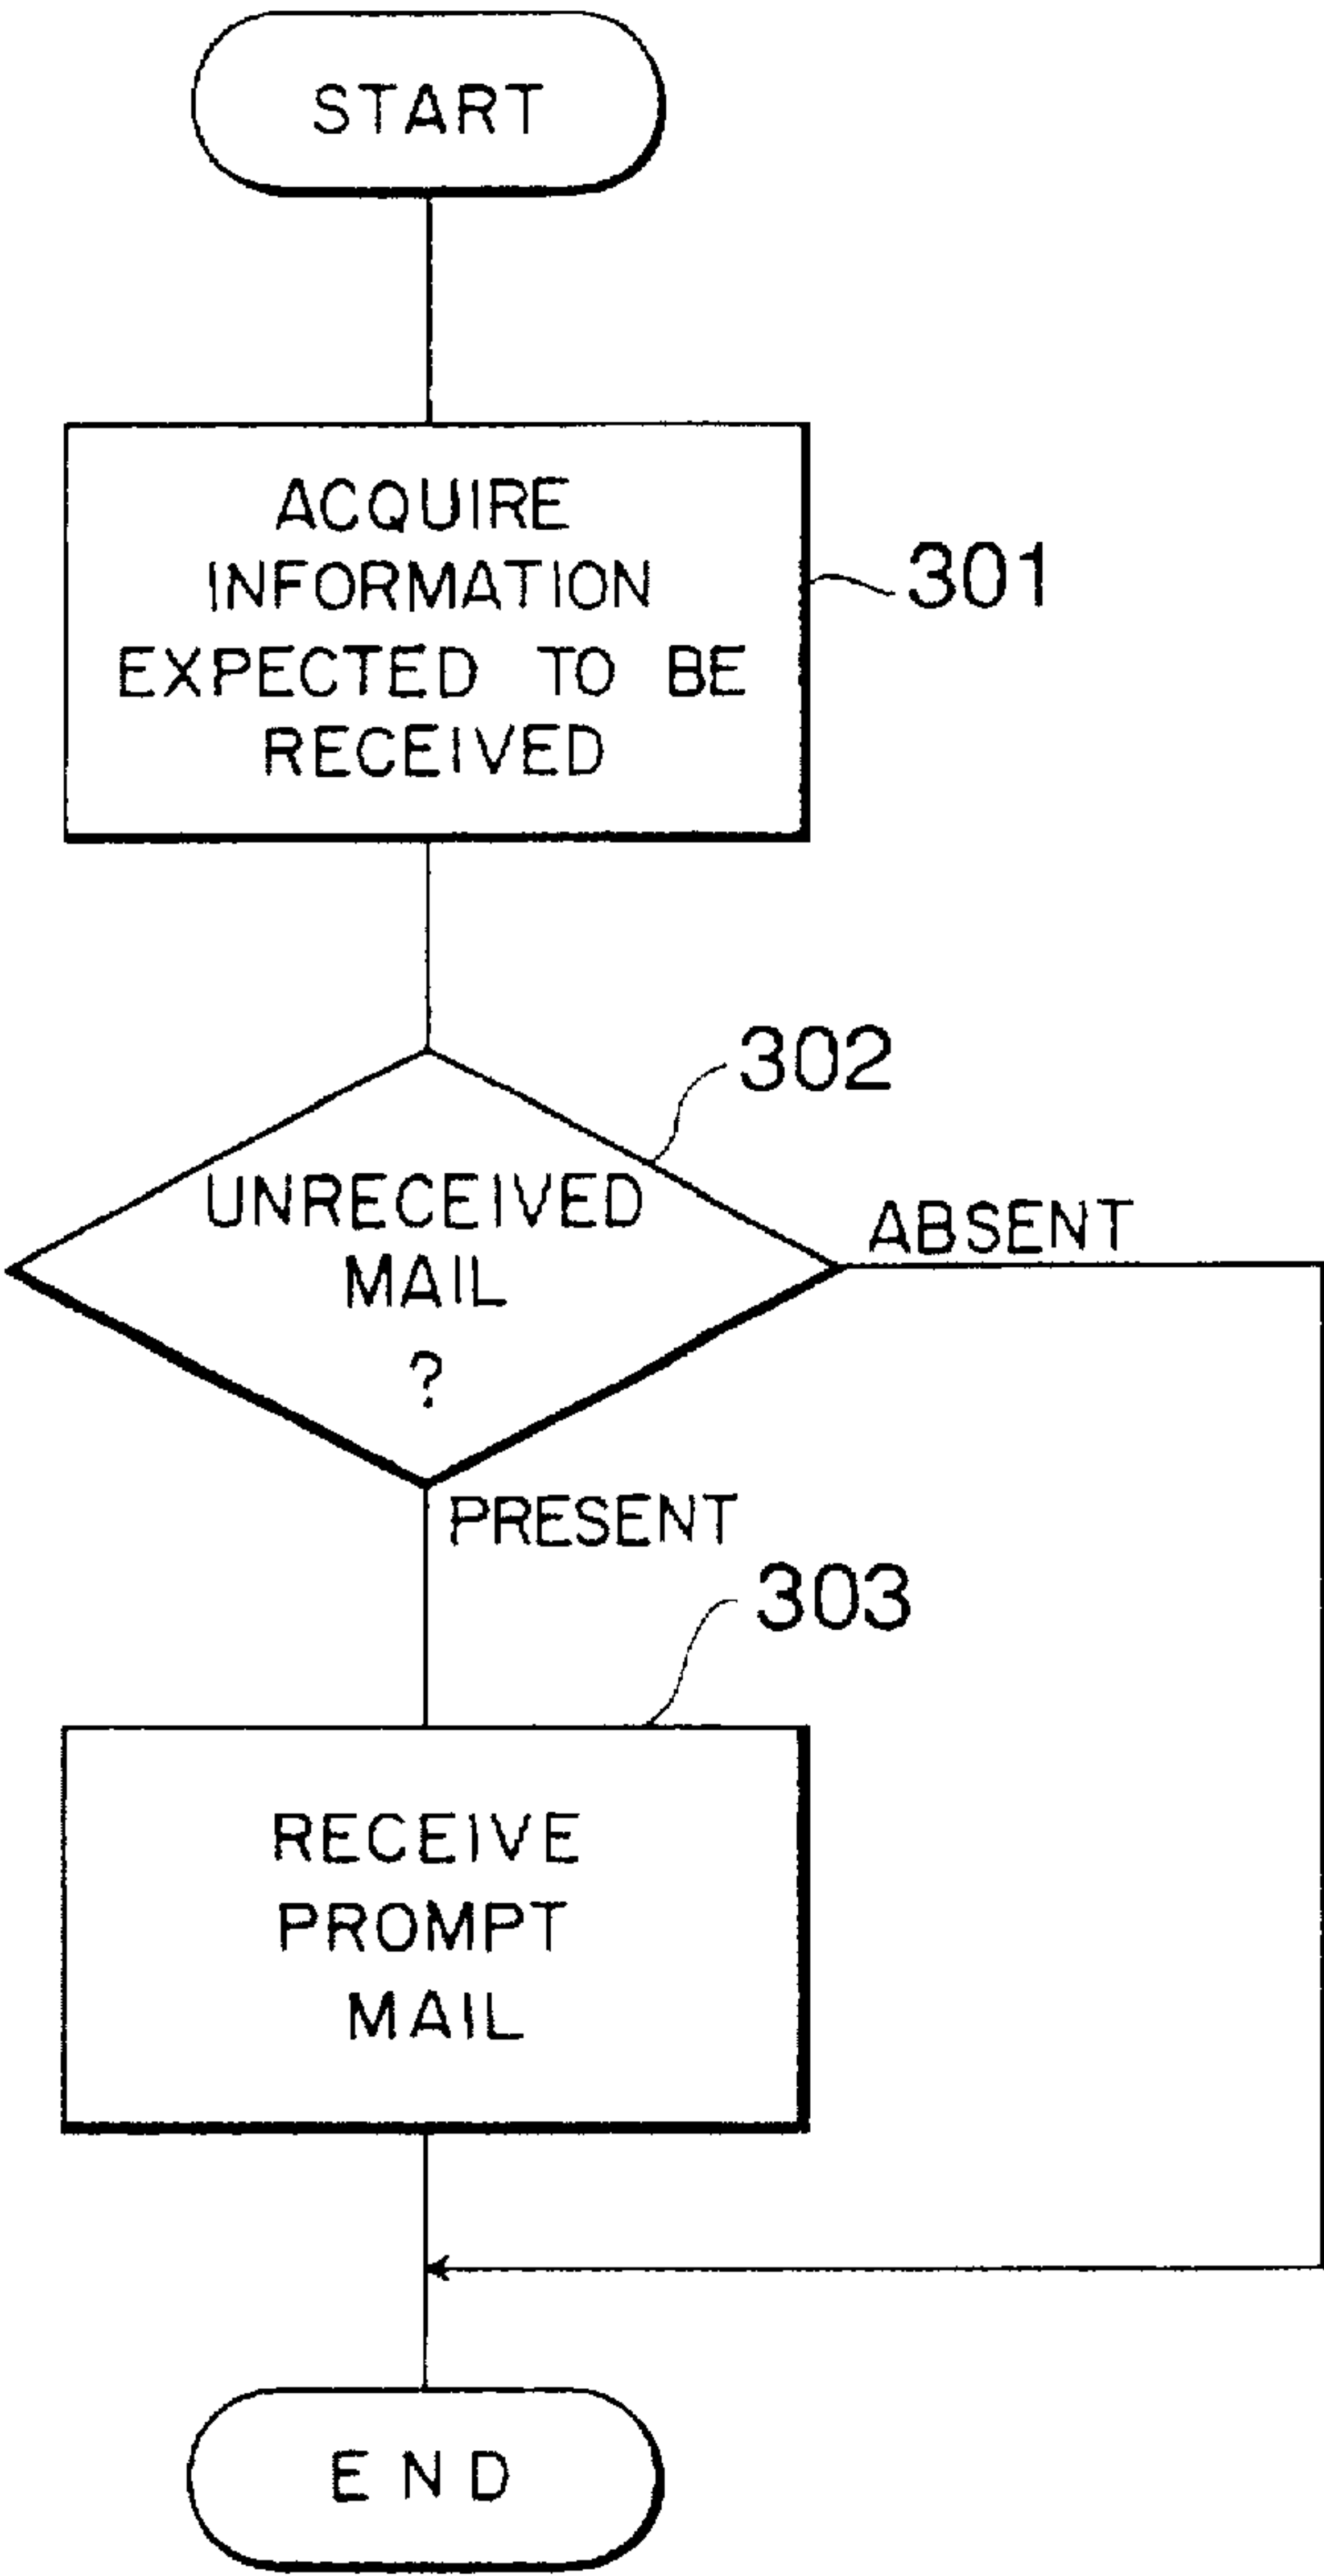 START
ACQUIRE
INFORMATION
EXPECTED TO BE
RECEIVED
301
302
UNRECEIVED
MAIL
?
ABSENT
PRESENT
303
RECEIVE
PROMPT
MAIL
END